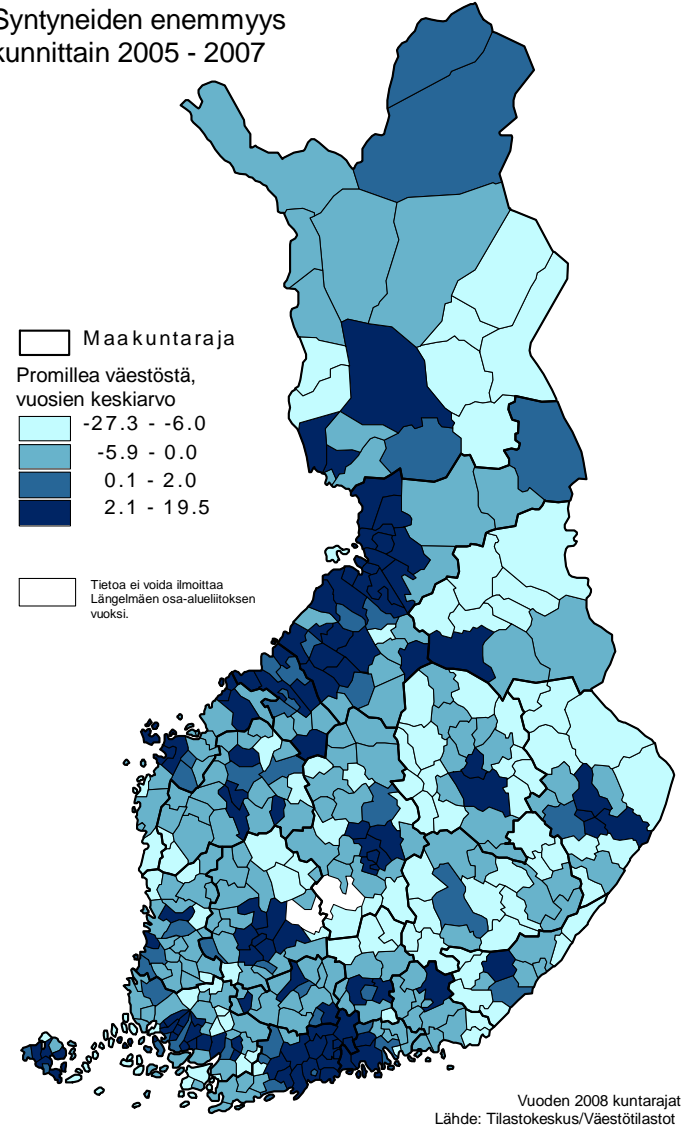 Syntyneiden enemmyys
kunnittain 2005 - 2007
Maakuntaraja
Promillea väestöstä,
vuosien keskiarvo
-27.3 - -6.0
-5.9 - 0.0
0.1 - 2.0
2.1 - 19.5
Tietoa ei voida ilmoittaa
Längelmäen osa-alueliitoksen
vuoksi.
Vuoden 2008 kuntarajat
Lähde: Tilastokeskus/Väestötilastot